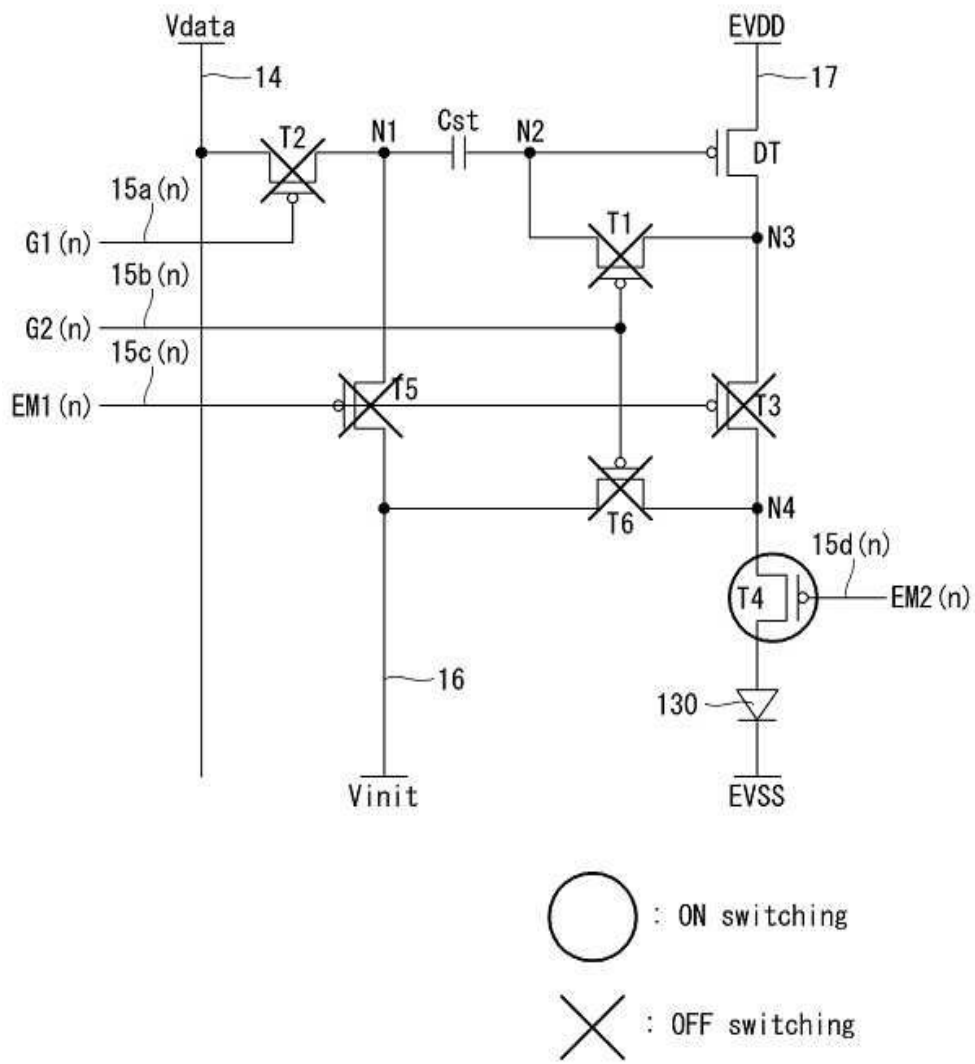 Vdata
EVDD
14
17
T2
N1
Cst
N2
DT
15a(n)
T1
G1(n)
N3
15b(n)
G2(n)
15c(n)
EM1(n)
T5
T3
T6
N4
15d(n)
T4
EM2(n)
16
130
Vinit
EVSS
: ON switching
: OFF switching